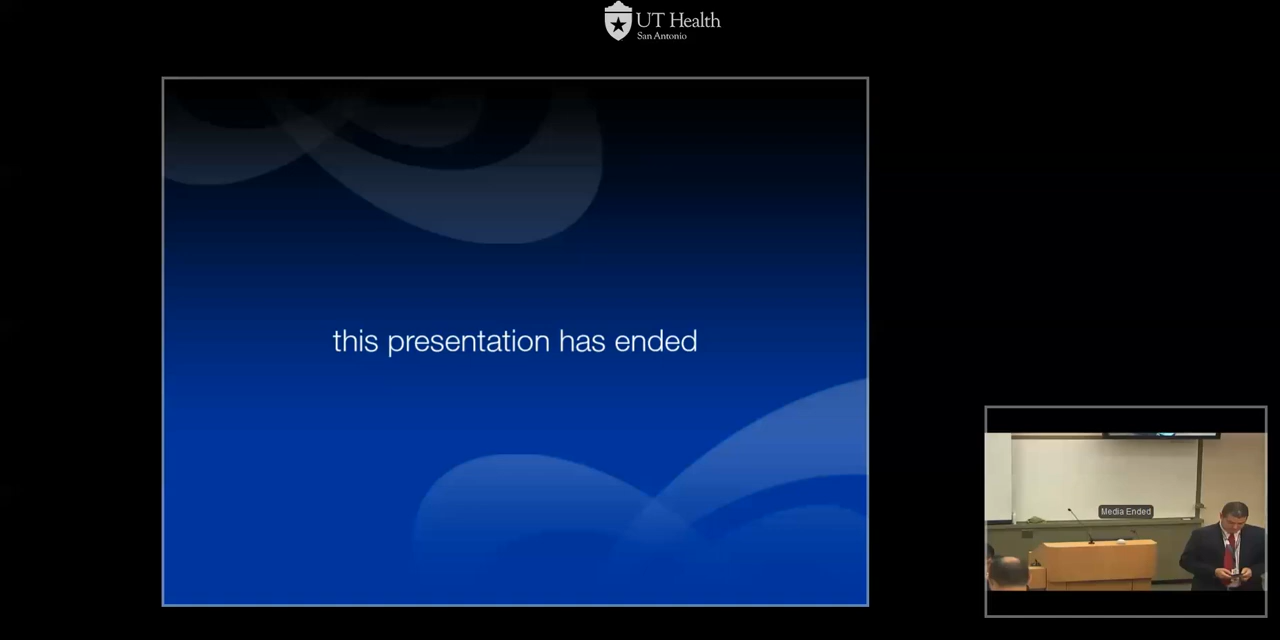 UT Health
San Antonio
this presentation has ended
Media Ended